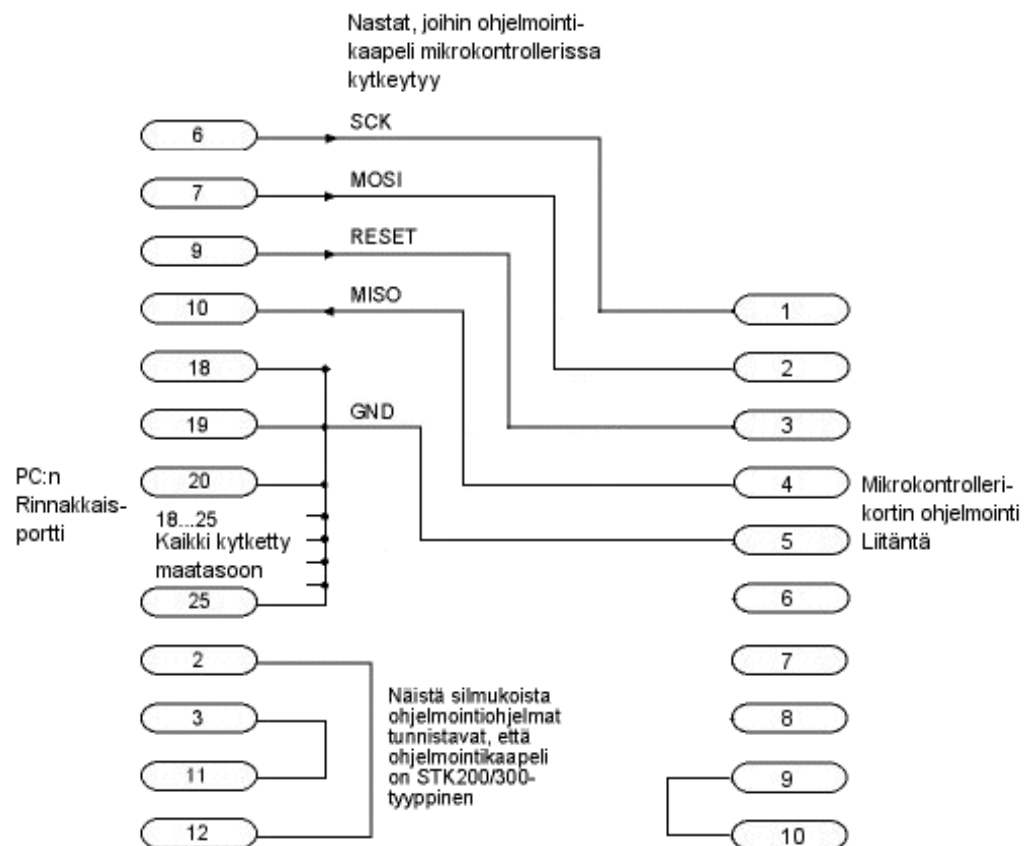 Nastat, joihin ohjelmointi-
kaapeli mikrokontrollerissa
kytkeytyy
6
SCK
7
MOSI
9
RESET
10
MISO
1
18
2
19
GND
3
PC:n
Rinnakkais-
portti
20
4
Mikrokontrolleri-
kortin ohjelmointi
Liitäntä
18...25
Kaikki kytketty
maatasoon
5
25
6
2
7
Näistä silmukoista
ohjelmointiohjelmat
tunnistavat, että
ohjelmointikaapeli
on STK200/300-
tyyppinen
3
8
11
9
12
10